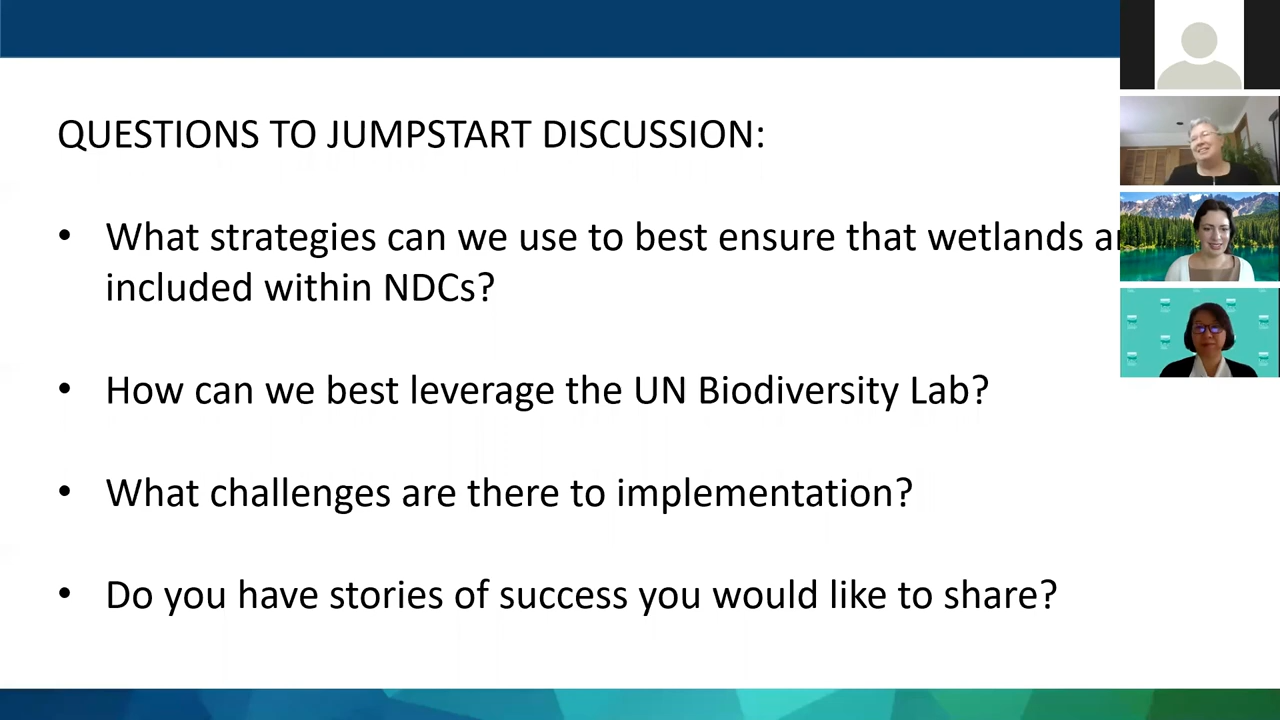 QUESTIONS TO JUMPSTART DISCUSSION:
• What strategies can we use to best ensure that wetlands
included within NDCs?
• How can we best leverage the UN Biodiversity Lab?
• What challenges are there to implementation?
• Do you have stories of success you would like to share?